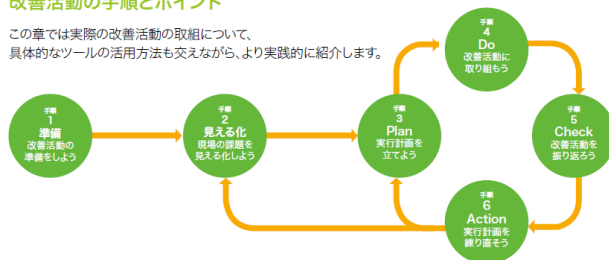 改善活動の手順とポイント
この章では実際の改善活動の取組について、
具体的なツールの活用方法も交えながら、より実践的に紹介します。
手順
1
準備
改善活動の
準備をしよう
手順
2
見える化
現場の課題を
見える化しよう
手順
3
Plan
実行計画を
立てよう
手順
4
Do
改善活動に
取り組もう
手順
5
Check
改善活動を
振り返ろう
手順
6
Action
実行計画を
練り直そう